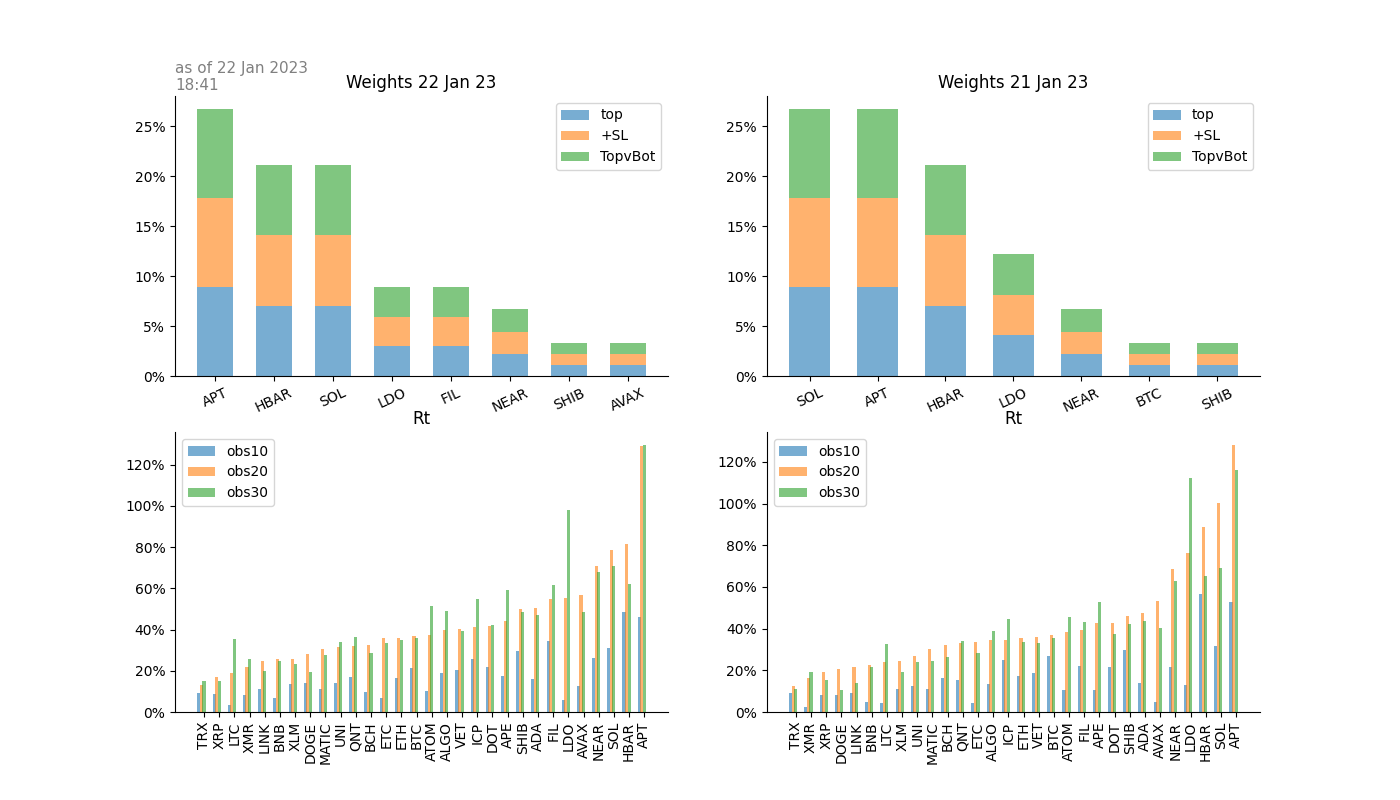 as of 22 Jan 2023
18:41
Weights 22 Jan 23
25%
20%
15%
10%
5%
0%
top
+SL
TopvBot
APT
HBAR
SOL
LDO
FIL
NEAR
SHIB
AVAX
Weights 21 Jan 23
25%
20%
15%
10%
5%
0%
top
+SL
TopvBot
SOL
APT
HBAR
LDO
NEAR
BTC
SHIB
Rt
120%
100%
80%
60%
40%
20%
0%
obs10
obs20
obs30
TRX
XRP
LTC
XMR
LINK
BNB
XLM
DOGE
MATIC
UNI
QNT
BCH
ETC
ETH
BTC
ATOM
ALGO
VET
ICP
DOT
APE
SHIB
ADA
FIL
LDO
AVAX
NEAR
SOL
HBAR
APT
Rt
120%
100%
80%
60%
40%
20%
0%
obs10
obs20
obs30
TRX
XMR
XRP
DOGE
LINK
BNB
LTC
XLM
UNI
MATIC
BCH
QNT
ETC
ALGO
ICP
ETH
VET
BTC
ATOM
FIL
APE
DOT
SHIB
ADA
AVAX
NEAR
LDO
HBAR
SOL
APT